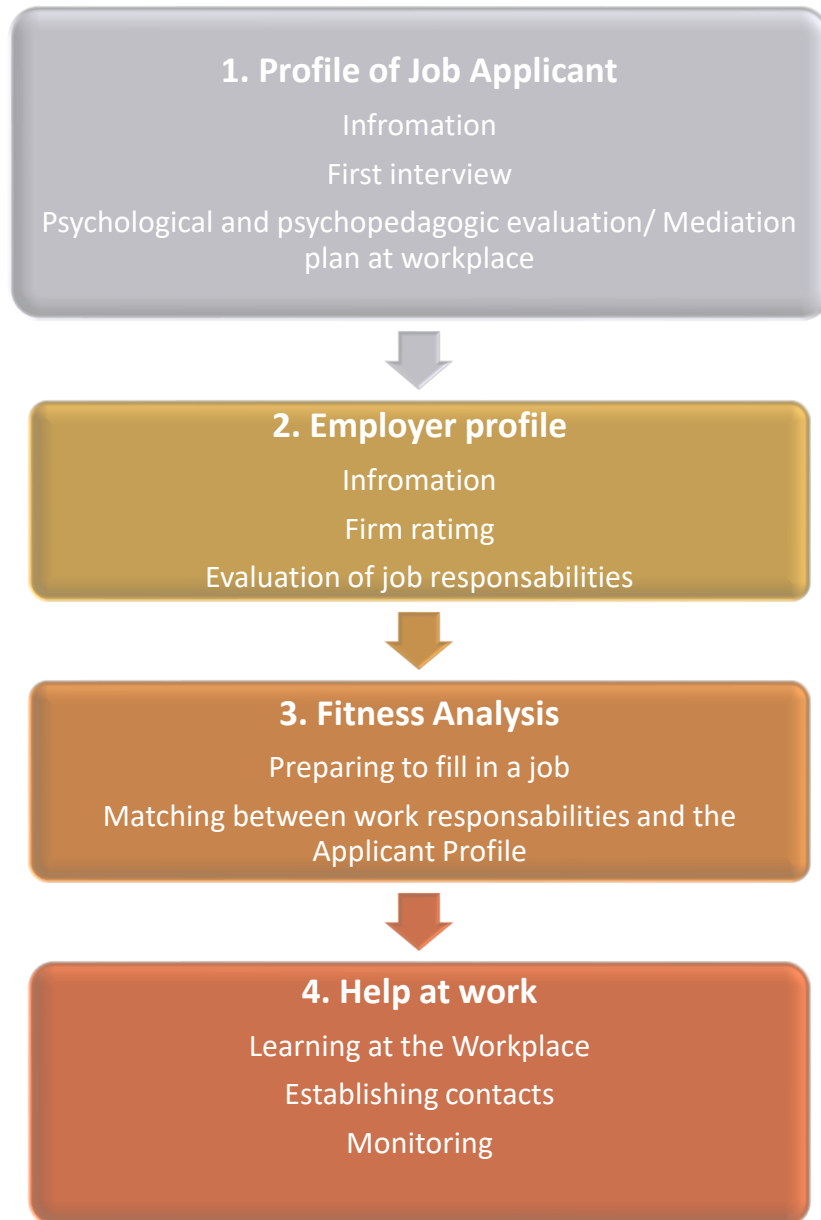 1. Profile of Job Applicant
Infromation
First interview
Psychological and psychopedagogic evaluation/ Mediation
plan at workplace
2. Employer profile
Infromation
Firm ratimg
Evaluation of job responsabilities
3. Fitness Analysis
Preparing to fill in a job
Matching between work responsabilities and the
Applicant Profile
4. Help at work
Learning at the Workplace
Establishing contacts
Monitoring